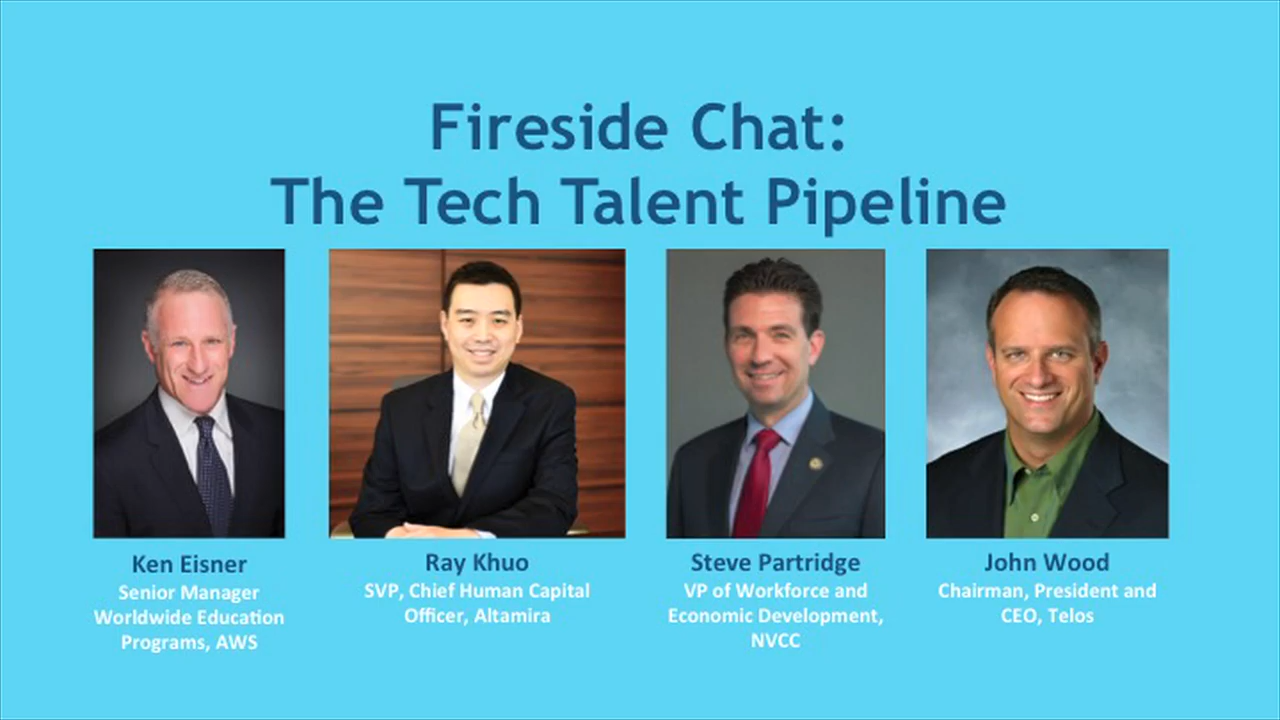 Fireside Chat:
The Tech Talent Pipeline
Ken Eisner
Senior Manager
Worldwide Education
Programs, AWS
Ray Khuo
SVP, Chief Human Capital
Officer, Altamira
Steve Partridge
VP of Workforce and
Economic Development,
NVCC
John Wood
Chairman, President and
CEO, Telos